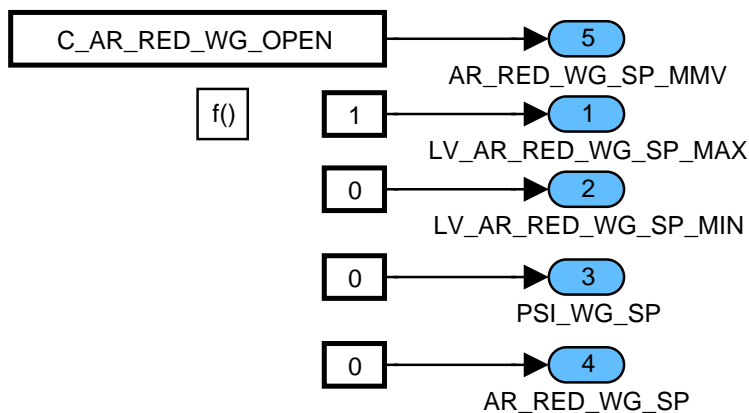 C_AR_RED_WG_OPEN
5
AR_RED_WG_SP_MMV
f()
1
1
LV_AR_RED_WG_SP_MAX
0
2
LV_AR_RED_WG_SP_MIN
0
3
PSI_WG_SP
0
4
AR_RED_WG_SP